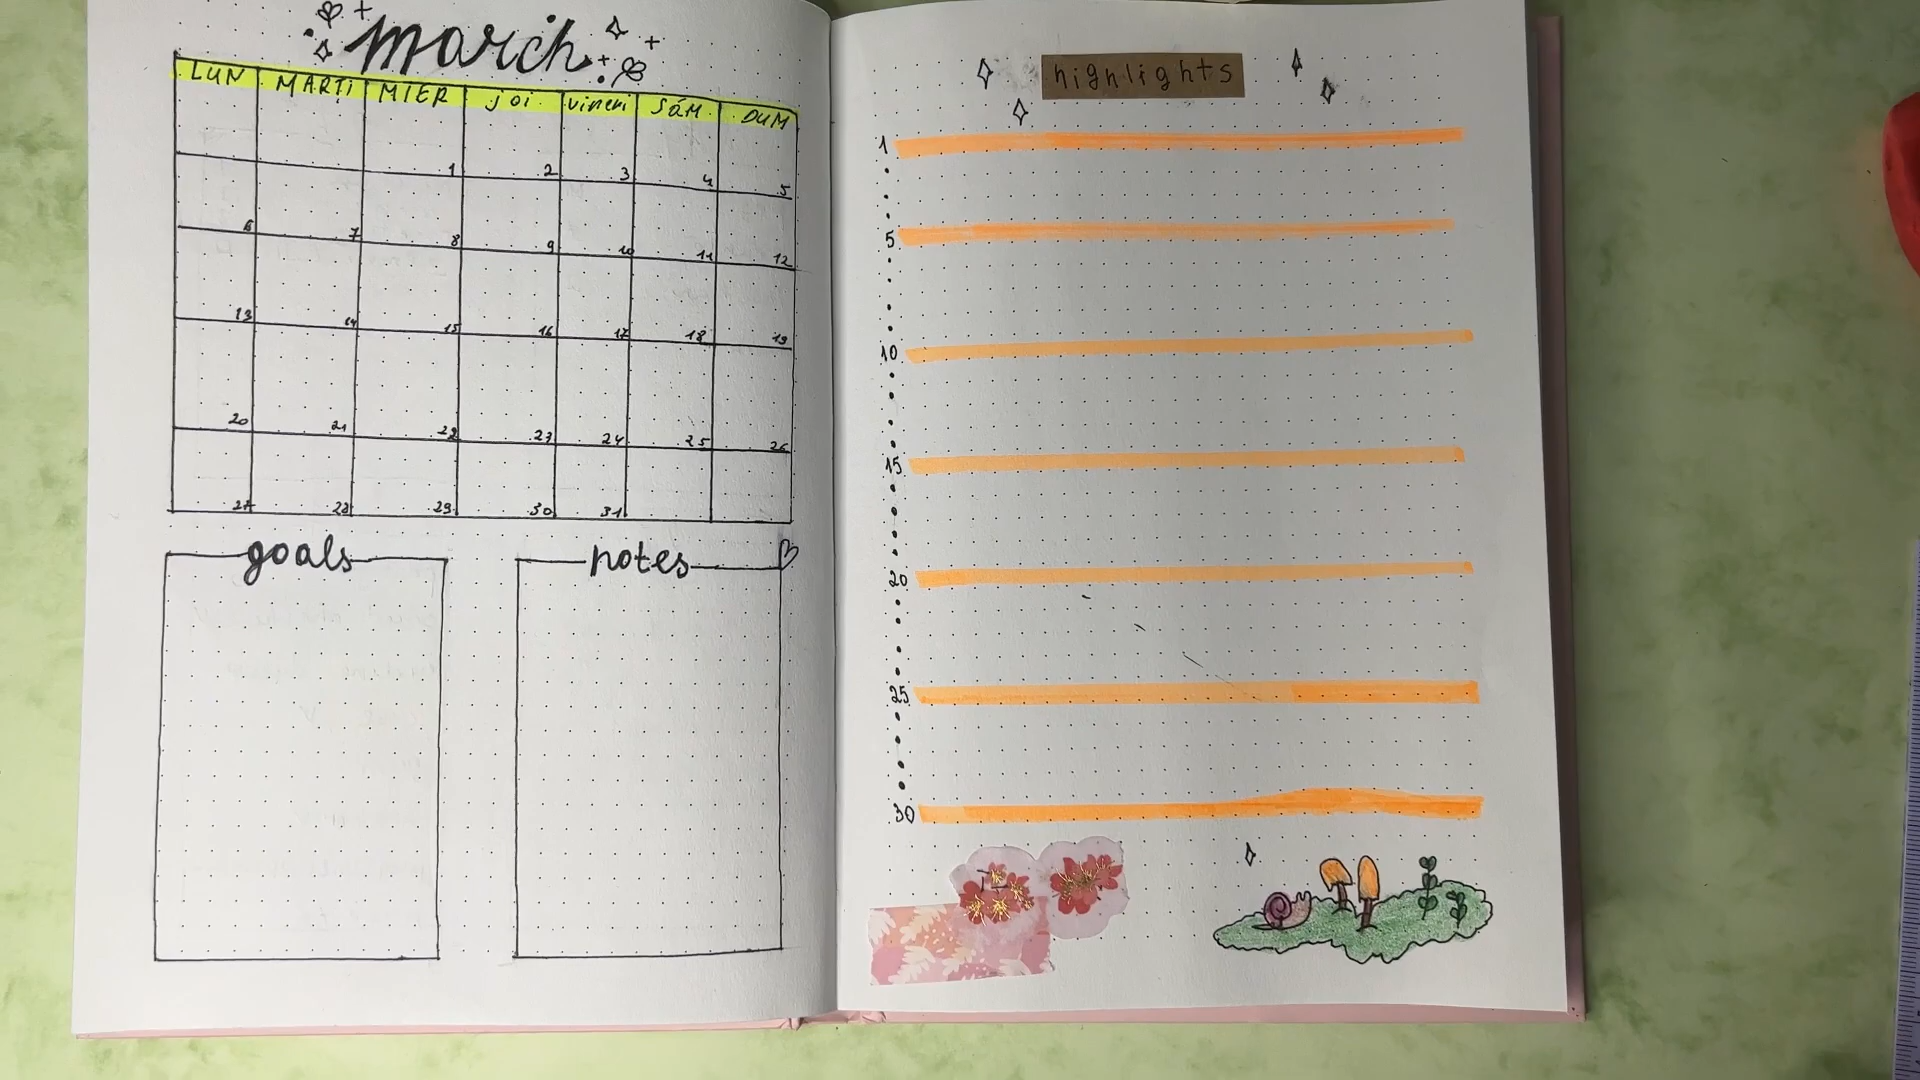 march
LUN MARȚI MIER joi vineri SÂM DUM
1 2 3 4 5
6 7 8 9 10 11 12
13 14 15 16 17 18 19
20 21 22 23 24 25 26
27 28 29 30 31
goals notes
highlights
1
5
10
15
20
25
30